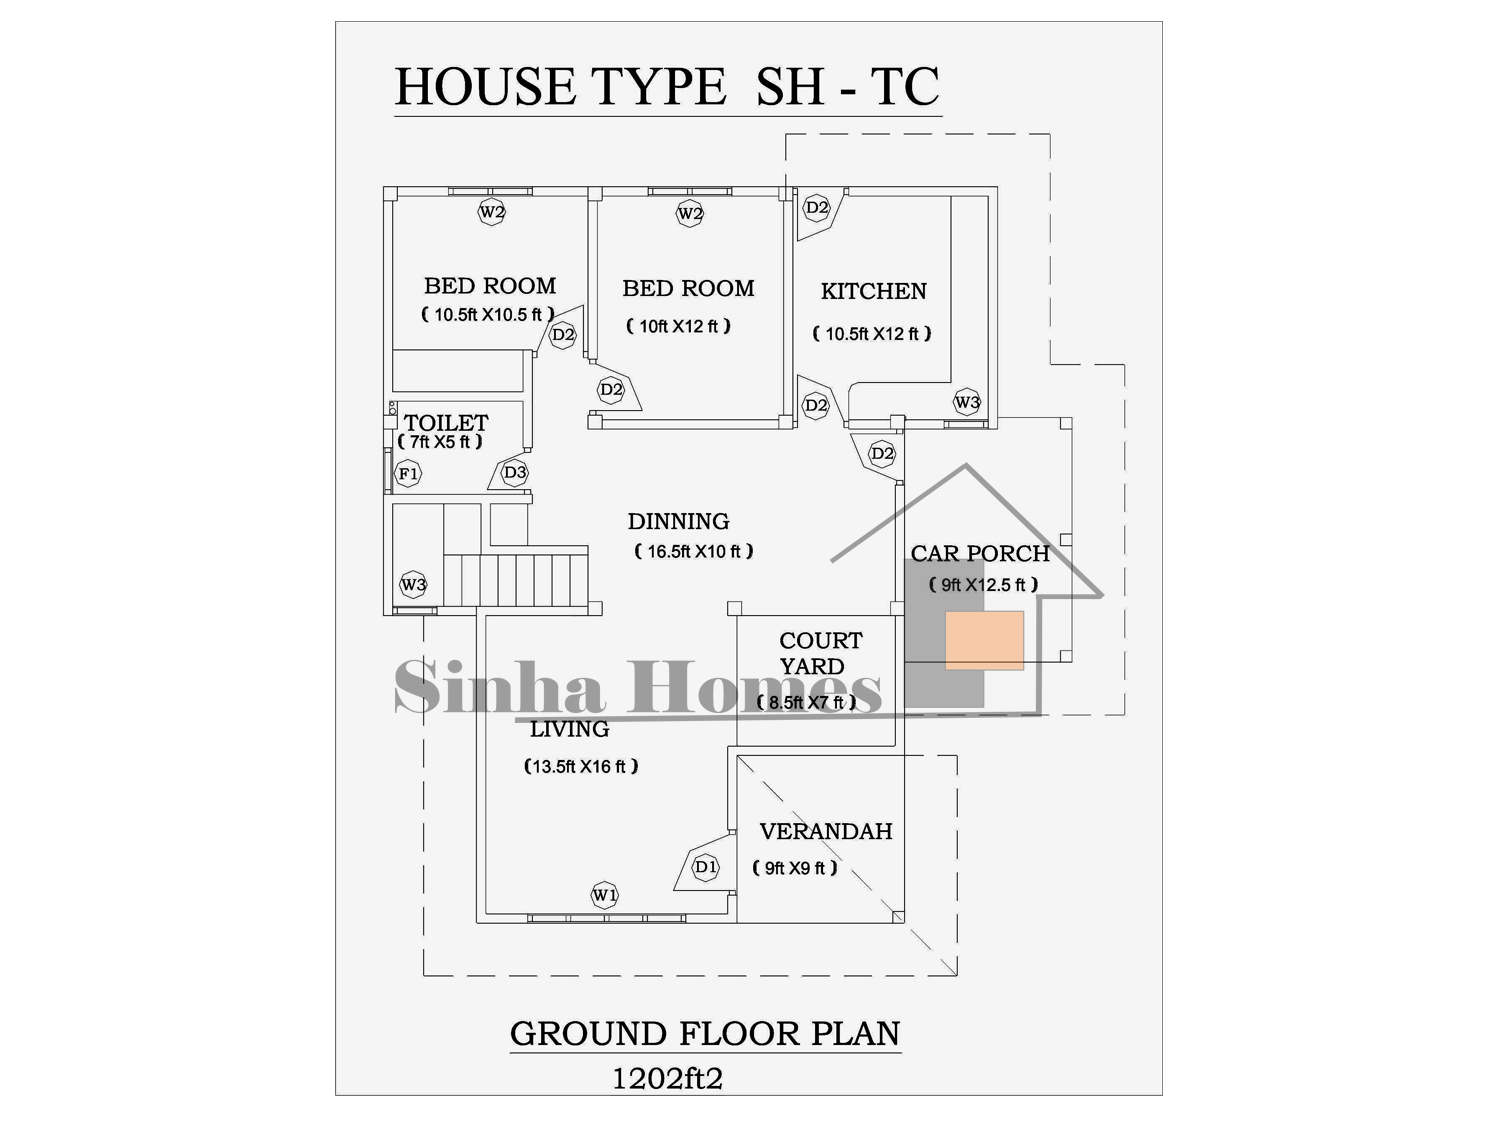 HOUSE TYPE SH - TC
W2
W2
D2
BED ROOM
( 10.5ft X10.5 ft )
D2
BED ROOM
( 10ft X12 ft )
D2
KITCHEN
( 10.5ft X12 ft )
D2
W3
TOILET
( 7ft X5 ft )
F1
D3
D2
DINNING
( 16.5ft X10 ft )
CAR PORCH
( 9ft X12.5 ft )
W3
COURT
YARD
( 8.5ft X7 ft )
Sinha Homes
LIVING
(13.5ft X16 ft )
VERANDAH
( 9ft X9 ft )
D1
W1
GROUND FLOOR PLAN
1202ft2